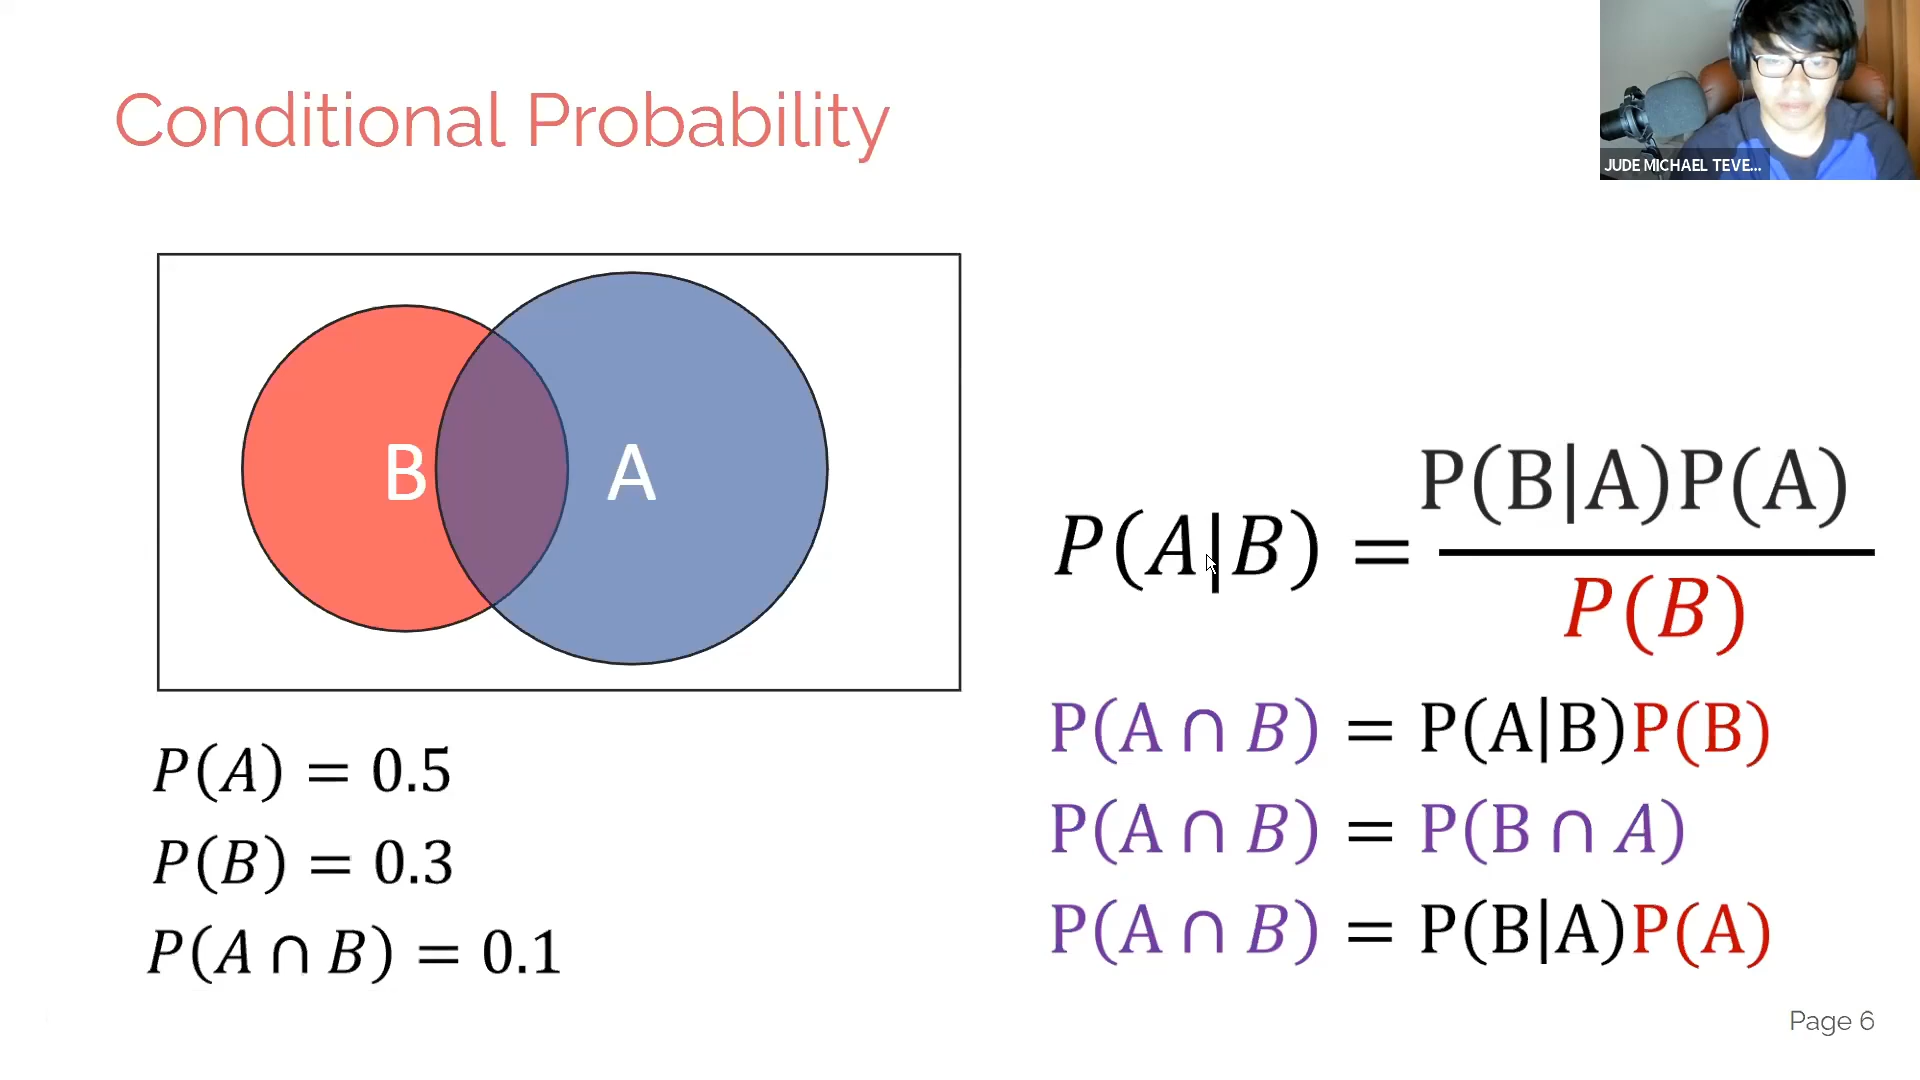 Conditional Probability
JUDE MICHAEL TEVE...
B
A
P(A|B) = P(B|A)P(A)
P(B)
P(A ∩ B) = P(A|B)P(B)
P(A ∩ B) = P(B ∩ A)
P(A ∩ B) = P(B|A)P(A)
P(A) = 0.5
P(B) = 0.3
P(A ∩ B) = 0.1
Page 6